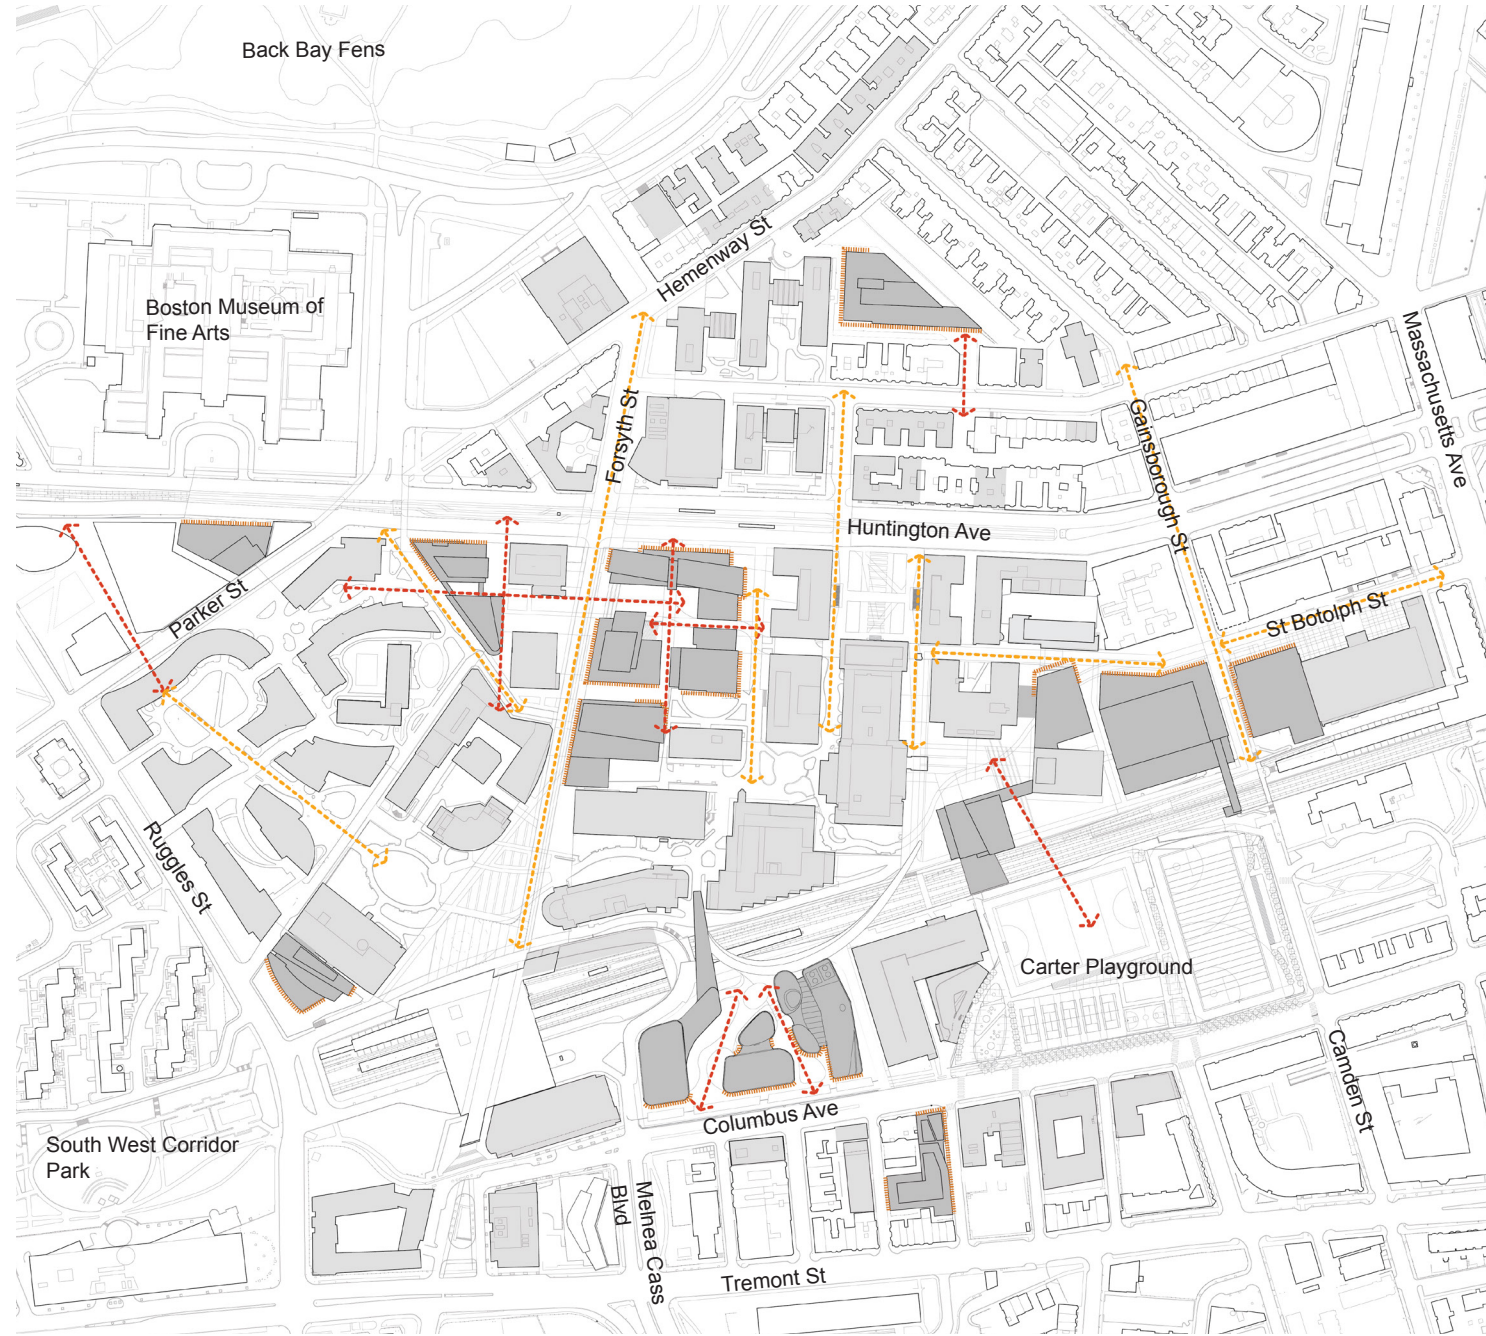 Back Bay Fens
Hemenway St
Boston Museum of
Fine Arts
Massachusetts Ave
Forsyth St
Gainsborough St
Huntington Ave
Parker St
St Botolph St
Ruggles St
Carter Playground
Camden St
Columbus Ave
South West Corridor
Park
Melnea Cass
Blvd
Tremont St